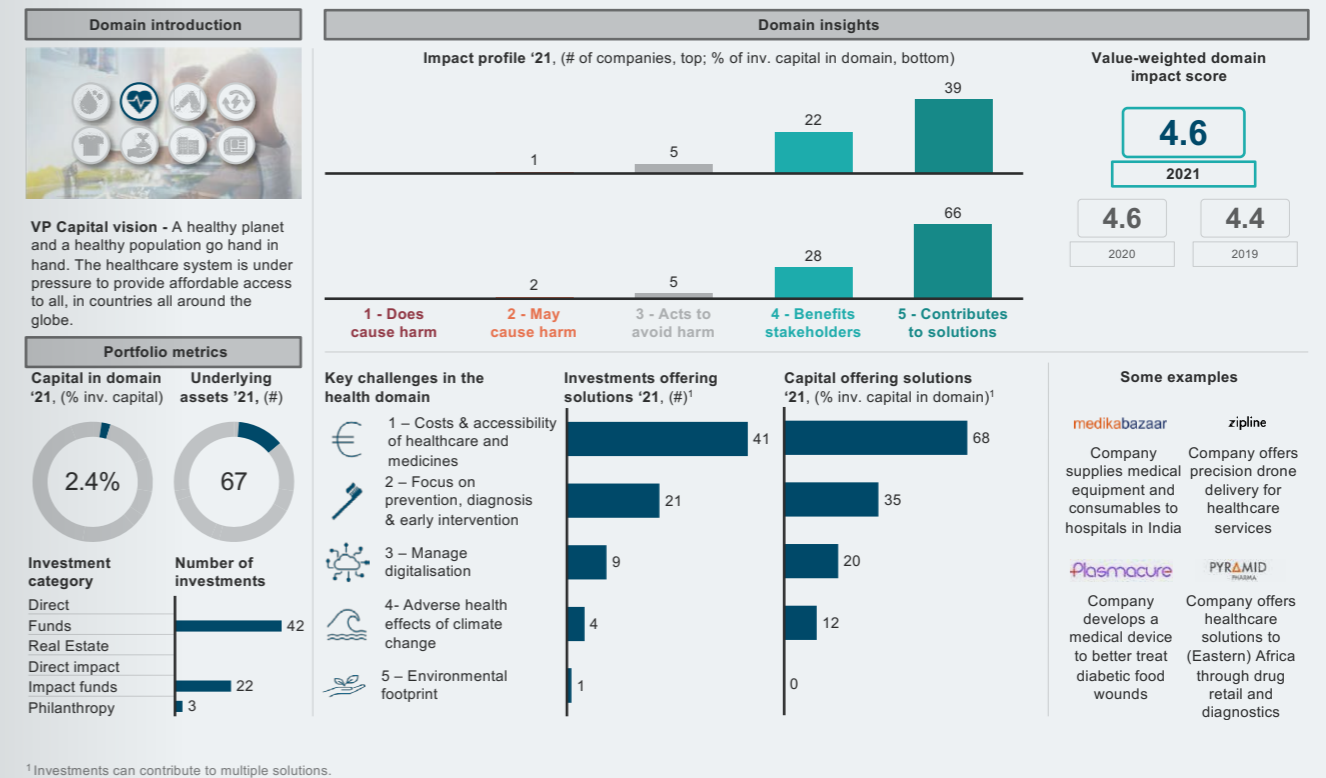 Domain introduction
VP Capital vision - A healthy planet
and a healthy population go hand in
hand. The healthcare system is under
pressure to provide affordable access
to all, in countries all around the
globe.
Portfolio metrics
Capital in domain
‘21, (% inv. capital)
Underlying
assets ’21, (#)
2.4%
67
Investment
category
Number of
investments
Direct
Funds
42
Real Estate
Direct impact
Impact funds
22
Philanthropy
3
Domain insights
Impact profile ‘21, (# of companies, top; % of inv. capital in domain, bottom)
1
5
22
39
2
5
28
66
1 - Does
cause harm
2 - May
cause harm
3 - Acts to
avoid harm
4 - Benefits
stakeholders
5 - Contributes
to solutions
Value-weighted domain
impact score
4.6
2021
4.6
2020
4.4
2019
Key challenges in the
health domain
Investments offering
solutions ‘21, (#)¹
Capital offering solutions
‘21, (% inv. capital in domain)¹
1 – Costs & accessibility
of healthcare and
medicines
41
68
2 – Focus on
prevention, diagnosis
& early intervention
21
35
3 – Manage
digitalisation
9
20
4- Adverse health
effects of climate
change
4
12
5 – Environmental
footprint
1
0
Some examples
medikabazaar
Company
supplies medical
equipment and
consumables to
hospitals in India
zipline
Company offers
precision drone
delivery for
healthcare
services
Plasmacure
Company
develops a
medical device
to better treat
diabetic food
wounds
PYRAMID
PHARMA
Company offers
healthcare
solutions to
(Eastern) Africa
through drug
retail and
diagnostics
¹ Investments can contribute to multiple solutions.